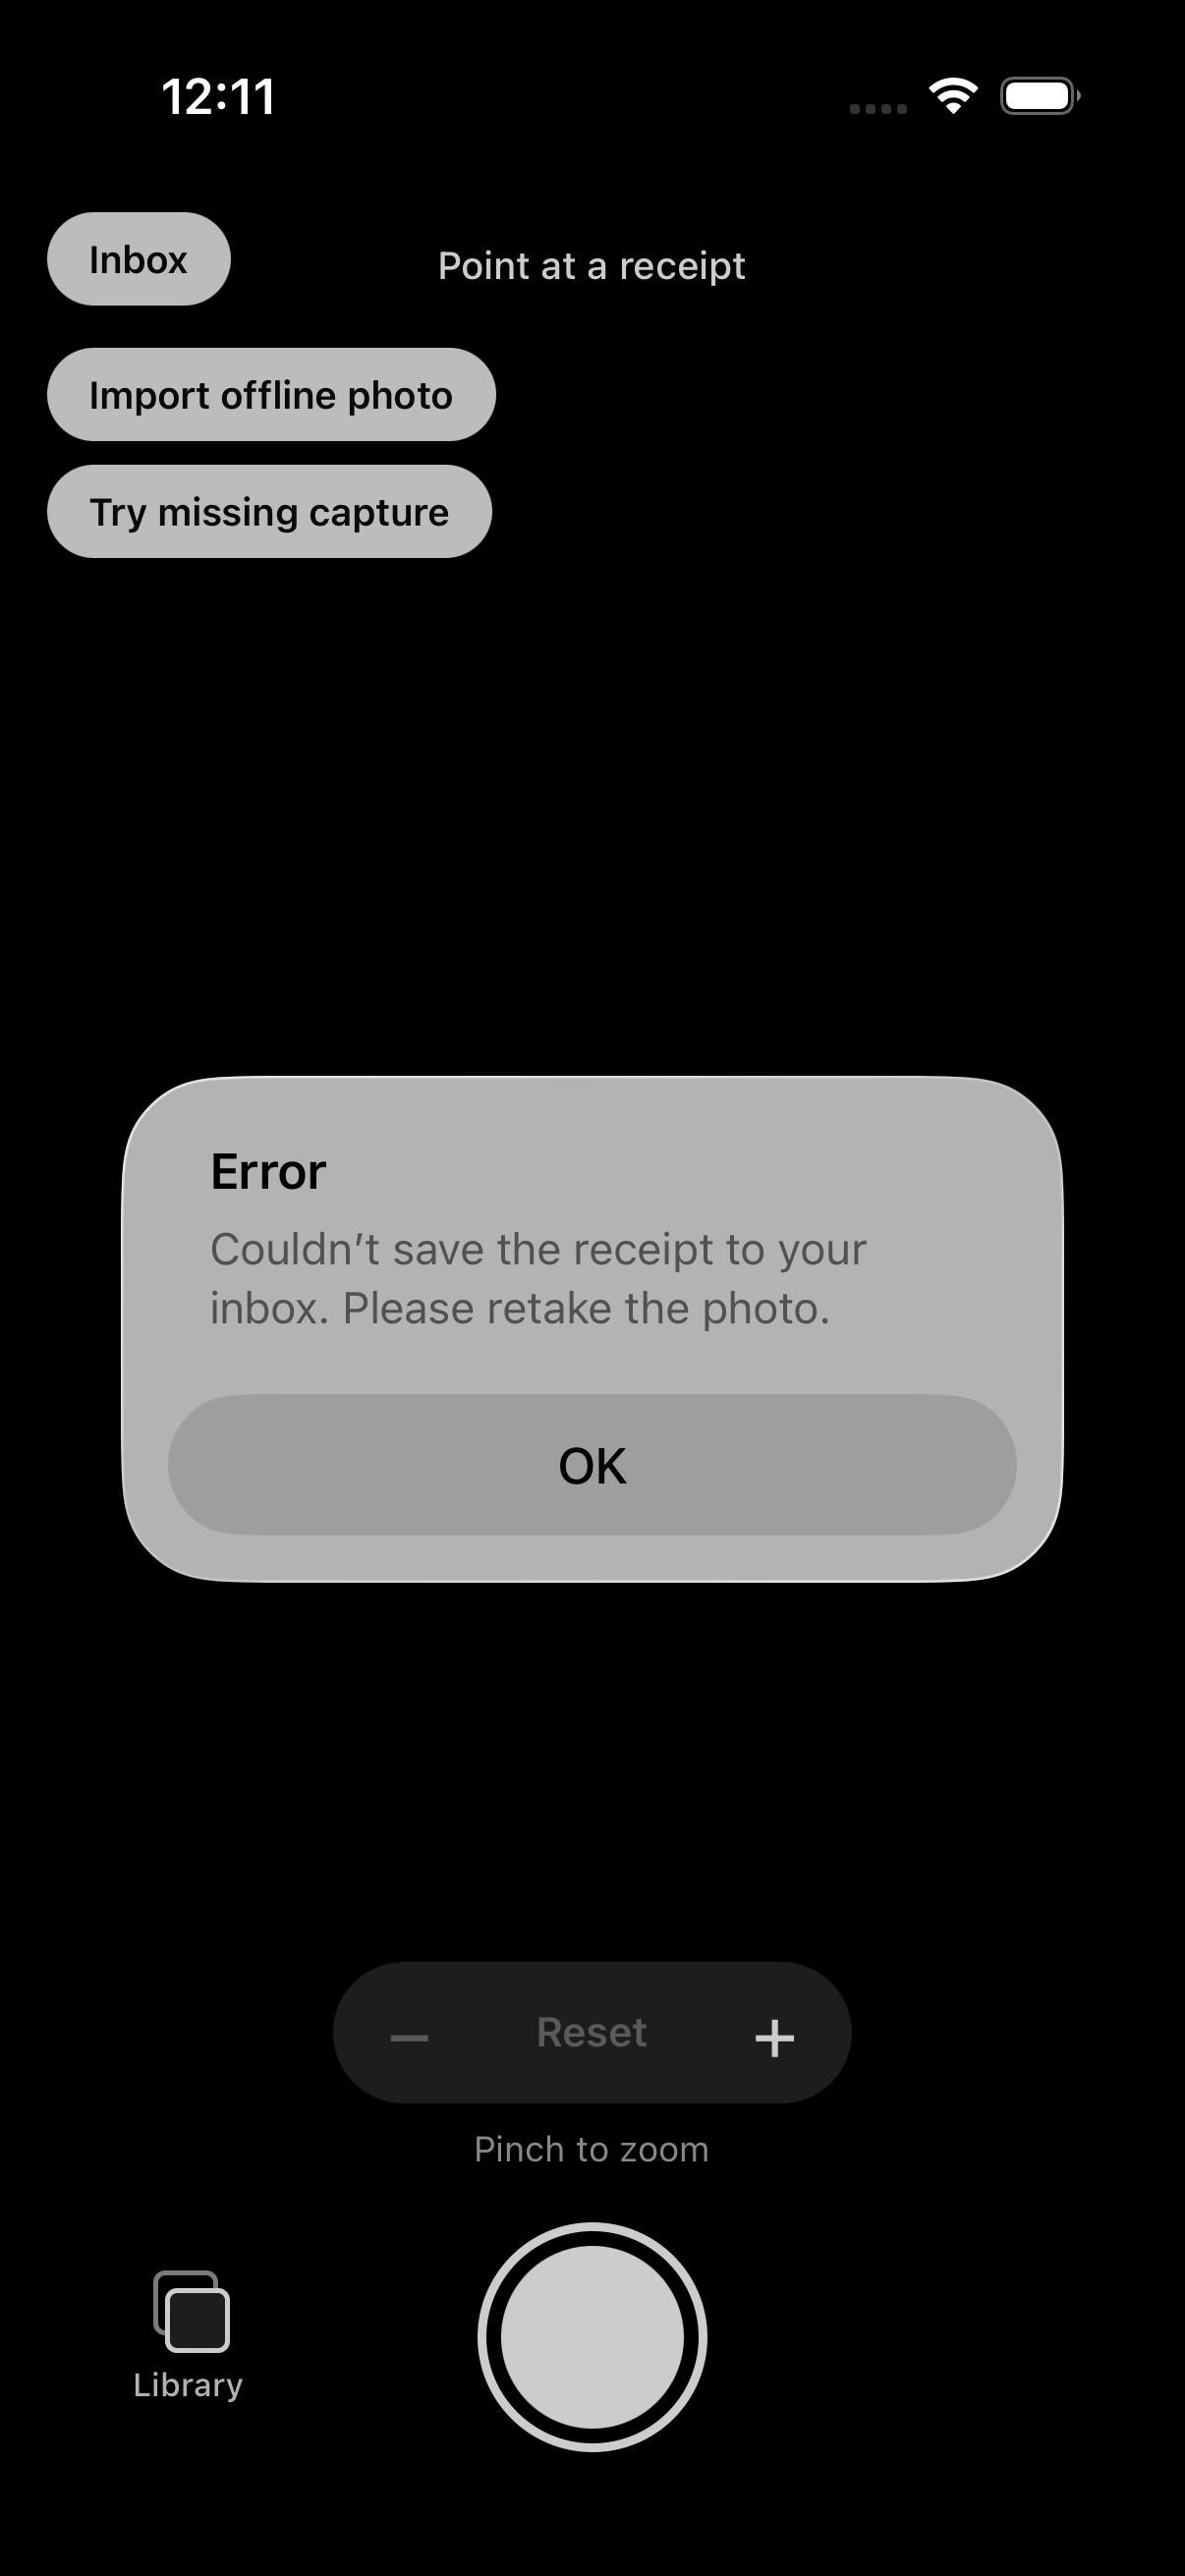 12:11
Inbox
Point at a receipt
Import offline photo
Try missing capture
Error
Couldn’t save the receipt to your
inbox. Please retake the photo.
OK
Reset
Pinch to zoom
Library